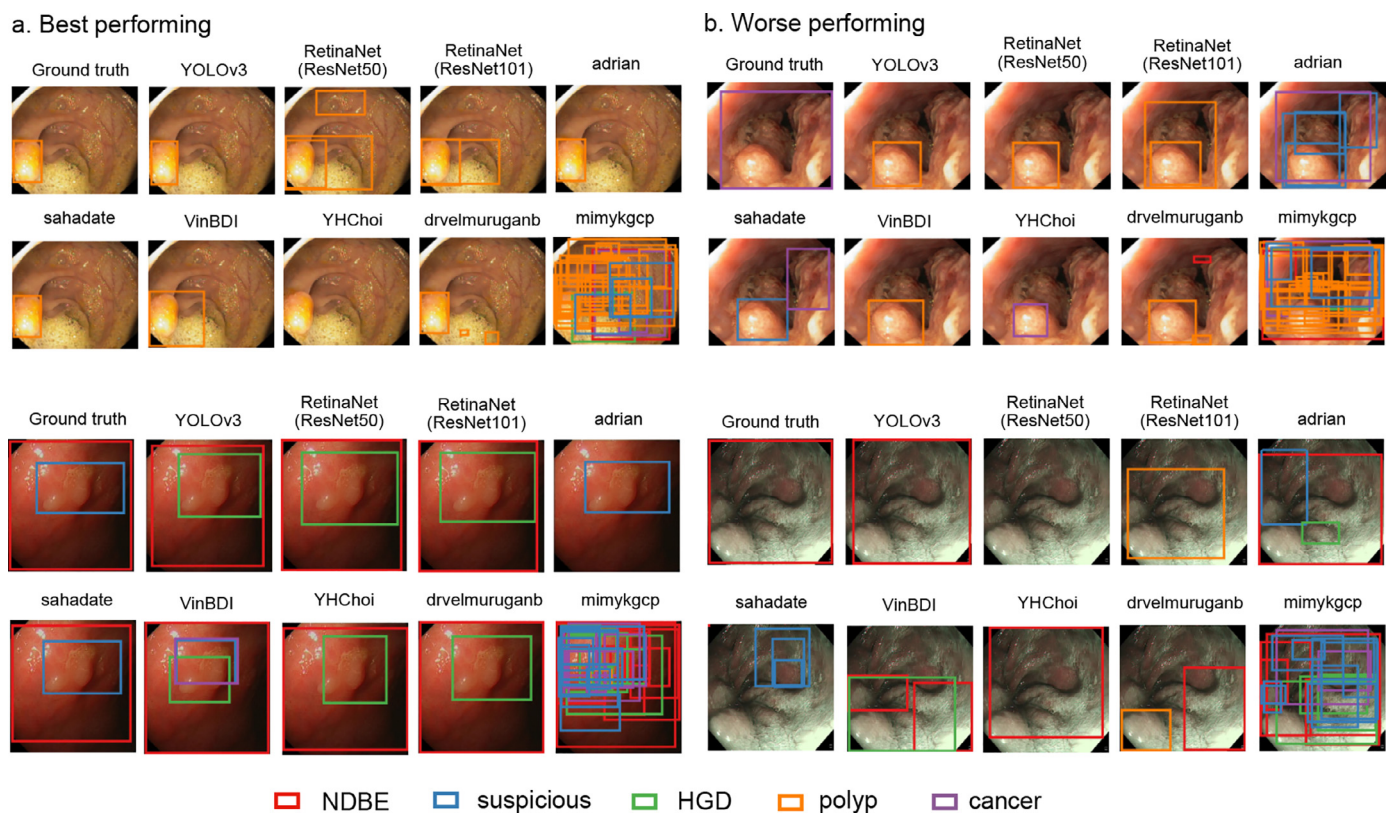 a. Best performing
Ground truth YOLOv3 RetinaNet (ResNet50) RetinaNet (ResNet101) adrian
sahadate VinBDI YHChoi drvelmuruganb mimykgcp
Ground truth YOLOv3 RetinaNet (ResNet50) RetinaNet (ResNet101) adrian
sahadate VinBDI YHChoi drvelmuruganb mimykgcp
b. Worse performing
Ground truth YOLOv3 RetinaNet (ResNet50) RetinaNet (ResNet101) adrian
sahadate VinBDI YHChoi drvelmuruganb mimykgcp
Ground truth YOLOv3 RetinaNet (ResNet50) RetinaNet (ResNet101) adrian
sahadate VinBDI YHChoi drvelmuruganb mimykgcp
NDBE suspicious HGD polyp cancer